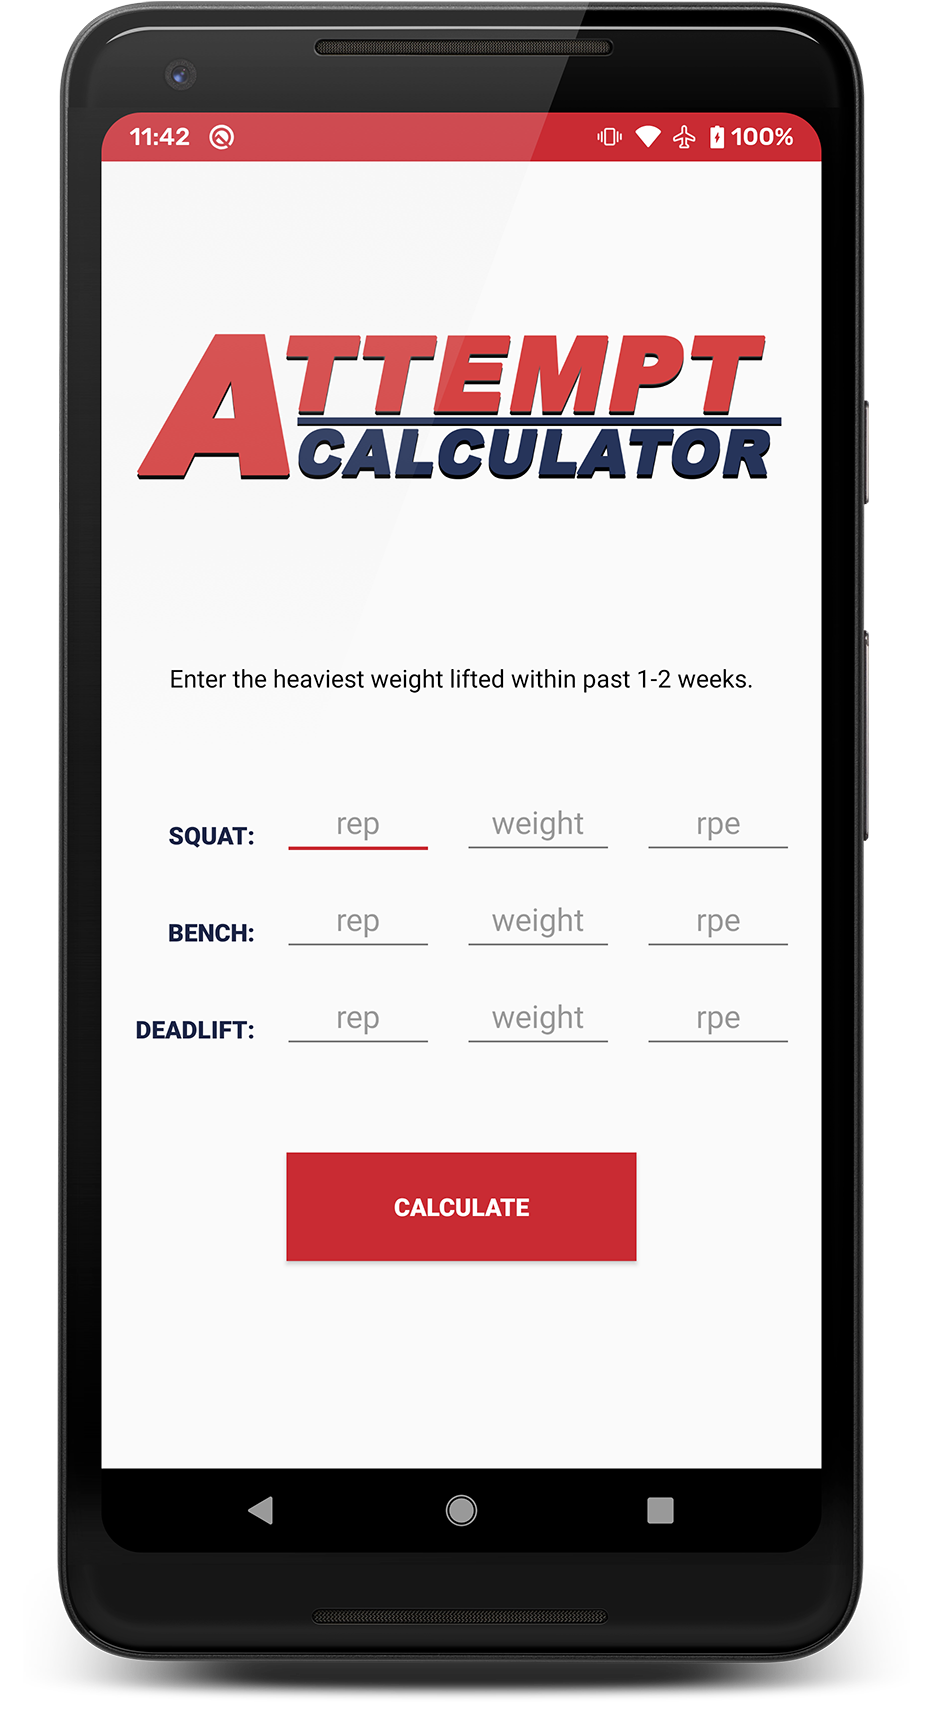 11:42 100%
ATTEMPT
CALCULATOR
Enter the heaviest weight lifted within past 1-2 weeks.
SQUAT: rep weight rpe
BENCH: rep weight rpe
DEADLIFT: rep weight rpe
CALCULATE